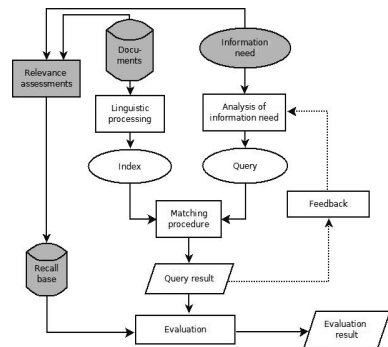 Docu-
ments
Information
need
Relevance
assessments
Linguistic
processing
Analysis of
information need
Index
Query
Matching
procedure
Feedback
Recall
base
Query result
Evaluation
Evaluation
result